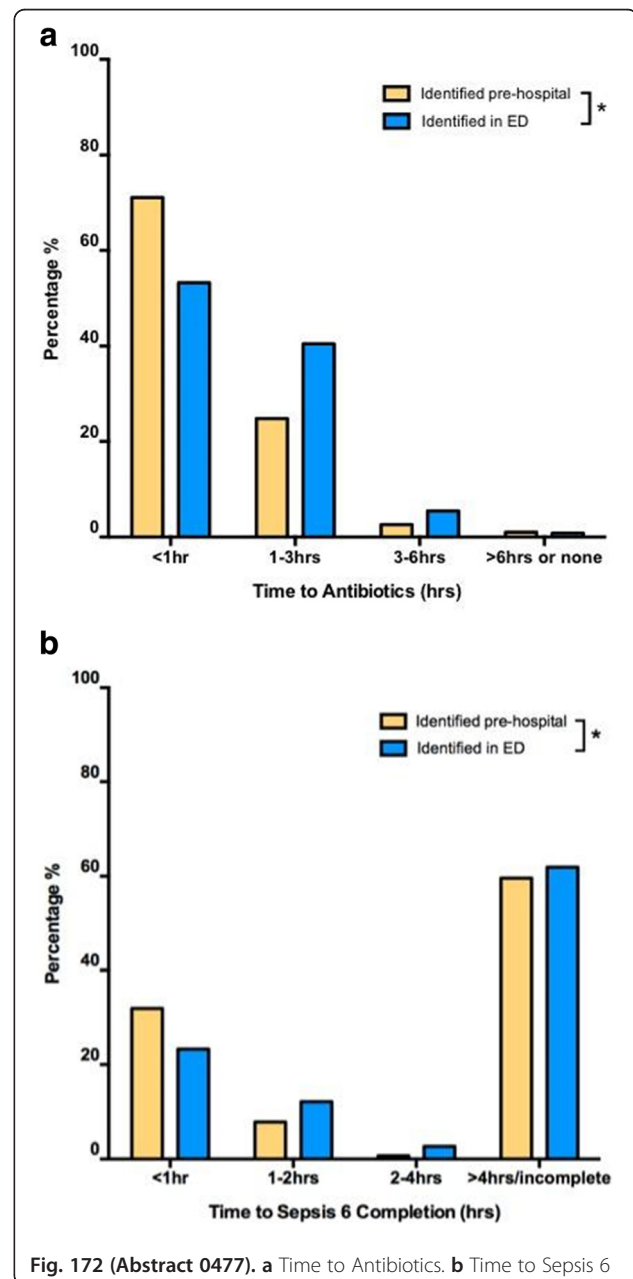 a
100
80
60
40
20
0
Percentage %
Identified pre-hospital
Identified in ED
*
<1hr 1-3hrs 3-6hrs >6hrs or none
Time to Antibiotics (hrs)
b
100
80
60
40
20
0
Percentage %
Identified pre-hospital
Identified in ED
*
<1hr 1-2hrs 2-4hrs >4hrs/incomplete
Time to Sepsis 6 Completion (hrs)
Fig. 172 (Abstract 0477). a Time to Antibiotics. b Time to Sepsis 6